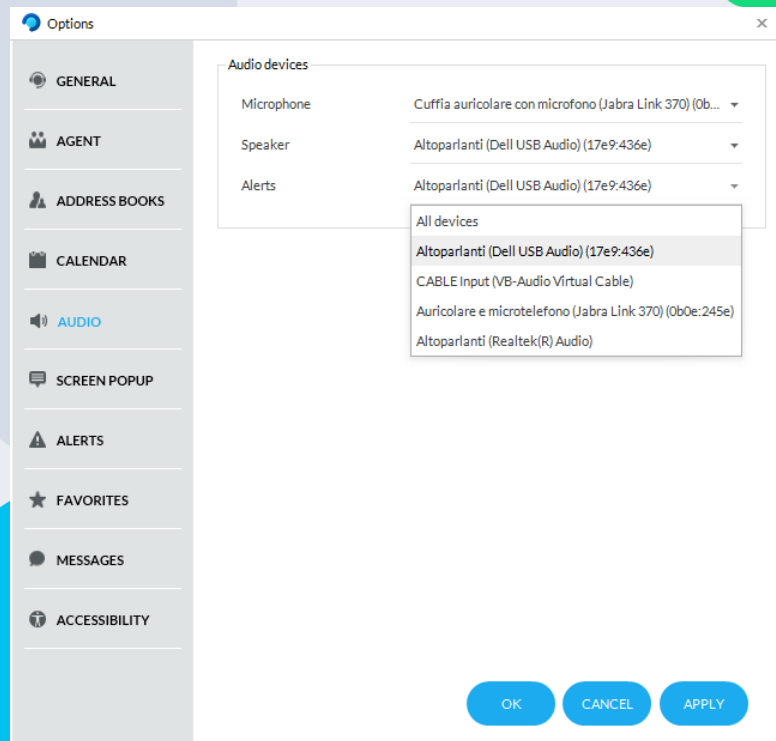 Options
GENERAL
AGENT
ADDRESS BOOKS
CALENDAR
AUDIO
SCREEN POPUP
ALERTS
FAVORITES
MESSAGES
ACCESSIBILITY
Audio devices
Microphone
Cuffia auricolare con microfono (Jabra Link 370) (0b...
Speaker
Altoparlanti (Dell USB Audio) (17e9:436e)
Alerts
Altoparlanti (Dell USB Audio) (17e9:436e)
All devices
Altoparlanti (Dell USB Audio) (17e9:436e)
CABLE Input (VB-Audio Virtual Cable)
Auricolare e microtelefono (Jabra Link 370) (0b0e:245e)
Altoparlanti (Realtek(R) Audio)
OK
CANCEL
APPLY